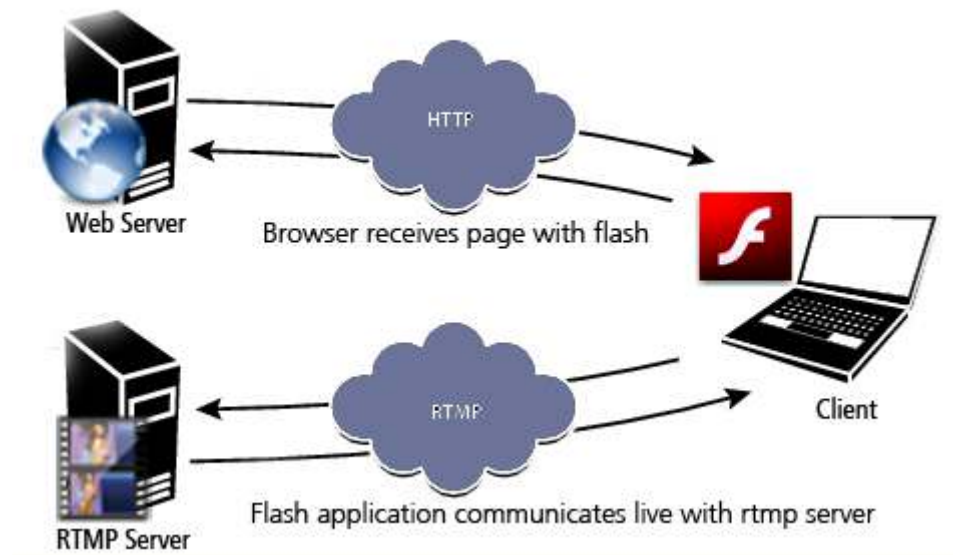 HTTP
Web Server
Browser receives page with flash
RTMP
Client
Flash application communicates live with rtmp server
RTMP Server